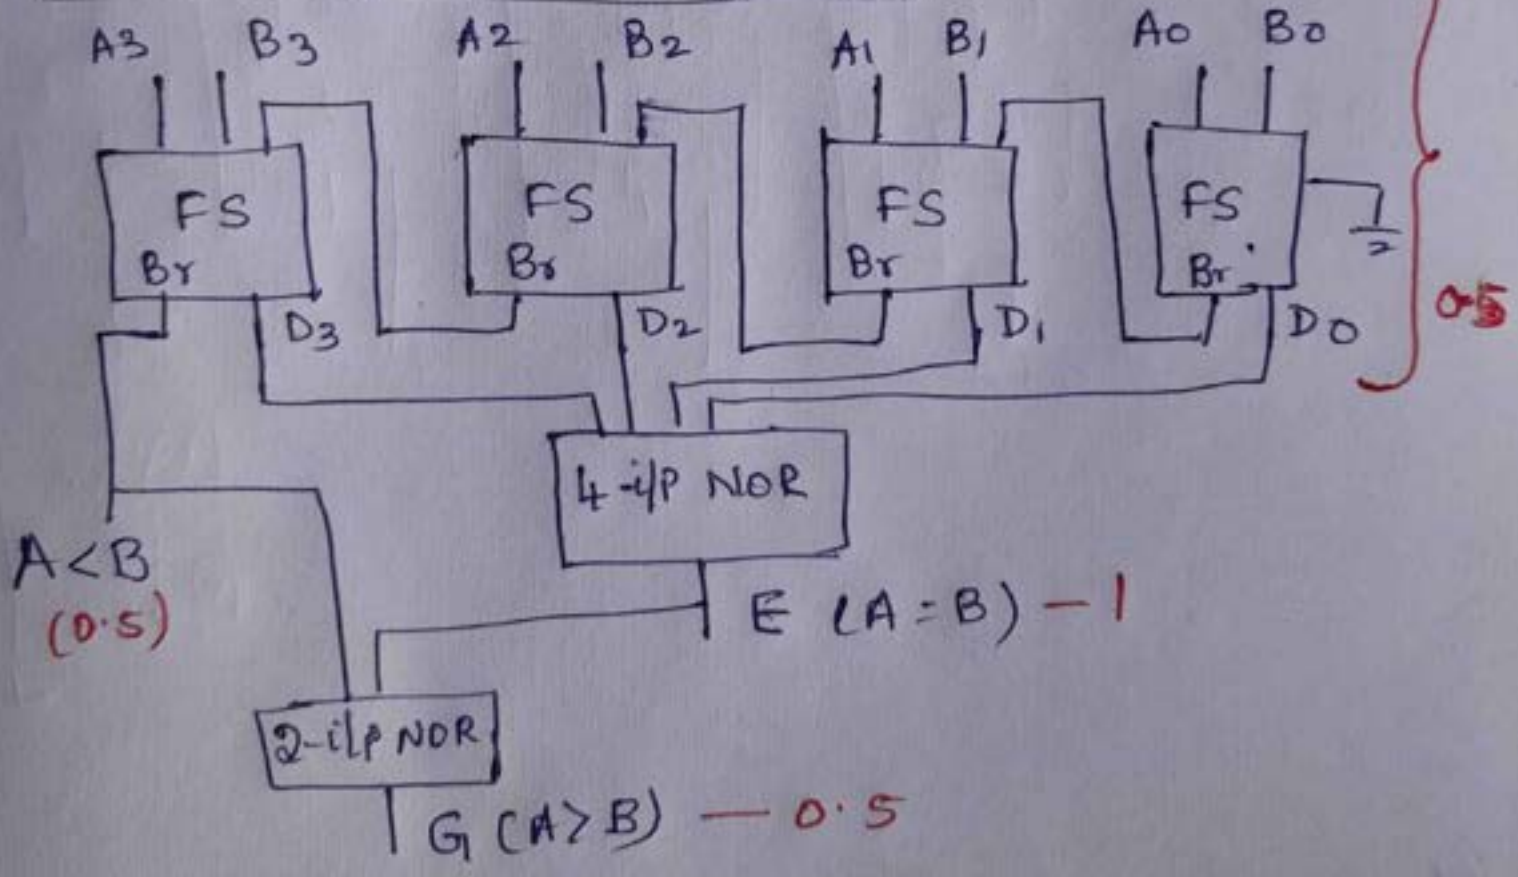 A3 B3 A2 B2 A1 B1 A0 B0
FS FS FS FS
Br Br Br Br
D3 D2 D1 D0
0.5
4-i/p NOR
A<B
(0.5)
E (A=B) - 1
2-i/p NOR
G (A>B) - 0.5